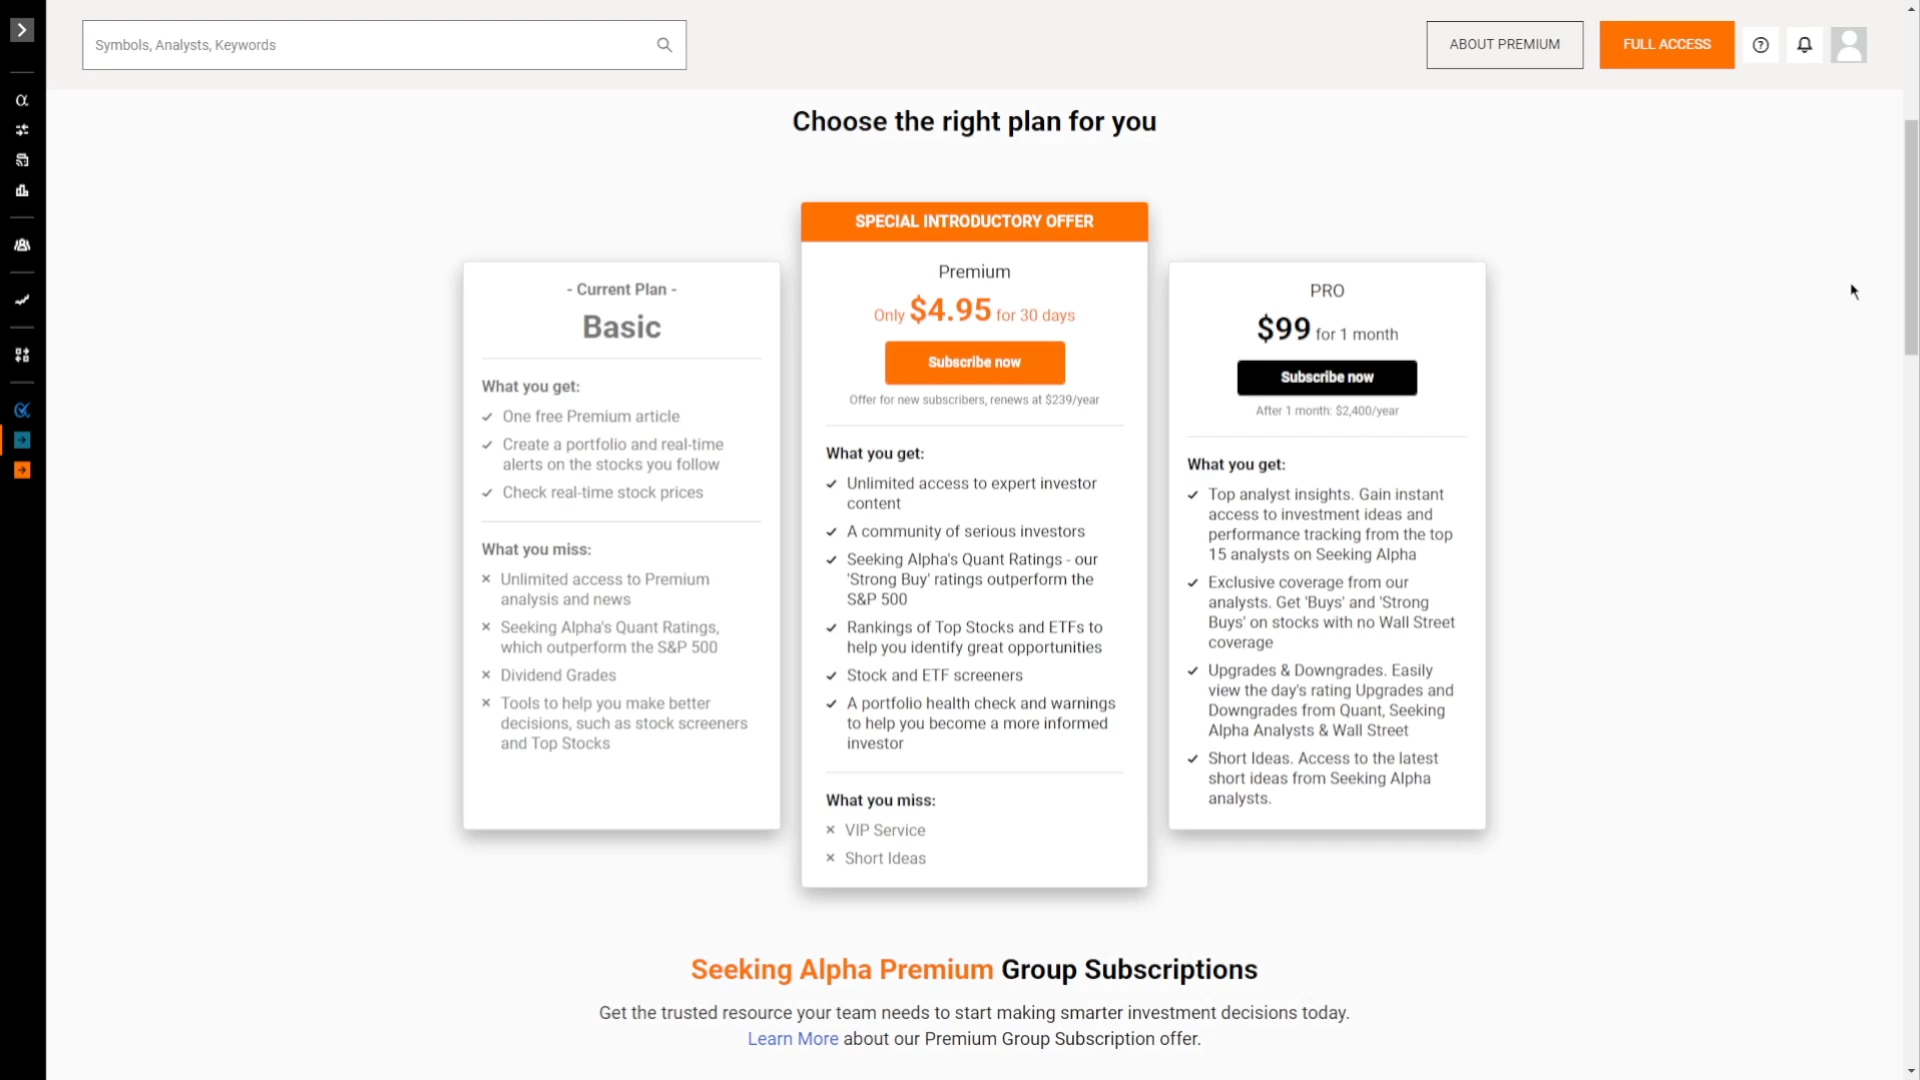 Symbols, Analysts, Keywords
ABOUT PREMIUM
FULL ACCESS
Choose the right plan for you
- Current Plan -
Basic
What you get:
One free Premium article
Create a portfolio and real-time
alerts on the stocks you follow
Check real-time stock prices
What you miss:
Unlimited access to Premium
analysis and news
Seeking Alpha's Quant Ratings,
which outperform the S&P 500
Dividend Grades
Tools to help you make better
decisions, such as stock screeners
and Top Stocks
SPECIAL INTRODUCTORY OFFER
Premium
Only $4.95 for 30 days
Subscribe now
Offer for new subscribers, renews at $239/year
What you get:
Unlimited access to expert investor
content
A community of serious investors
Seeking Alpha's Quant Ratings - our
'Strong Buy' ratings outperform the
S&P 500
Rankings of Top Stocks and ETFs to
help you identify great opportunities
Stock and ETF screeners
A portfolio health check and warnings
to help you become a more informed
investor
What you miss:
VIP Service
Short Ideas
PRO
$99 for 1 month
Subscribe now
After 1 month: $2,400/year
What you get:
Top analyst insights. Gain instant
access to investment ideas and
performance tracking from the top
15 analysts on Seeking Alpha
Exclusive coverage from our
analysts. Get 'Buys' and 'Strong
Buys' on stocks with no Wall Street
coverage
Upgrades & Downgrades. Easily
view the day's rating Upgrades and
Downgrades from Quant, Seeking
Alpha Analysts & Wall Street
Short Ideas. Access to the latest
short ideas from Seeking Alpha
analysts.
Seeking Alpha Premium Group Subscriptions
Get the trusted resource your team needs to start making smarter investment decisions today.
Learn More about our Premium Group Subscription offer.